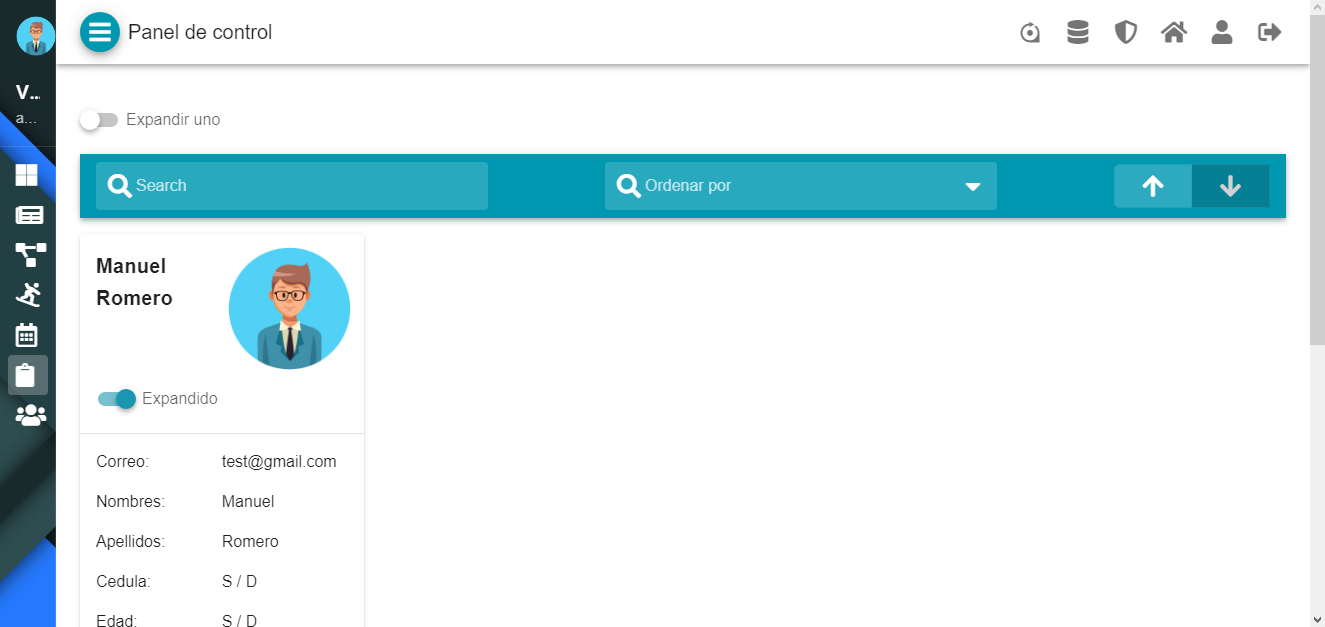 Panel de control
V...
a...
Expandir uno
Search
Ordenar por
Manuel
Romero
Expandido
Correo: test@gmail.com
Nombres: Manuel
Apellidos: Romero
Cedula: S / D
Edad: S / D